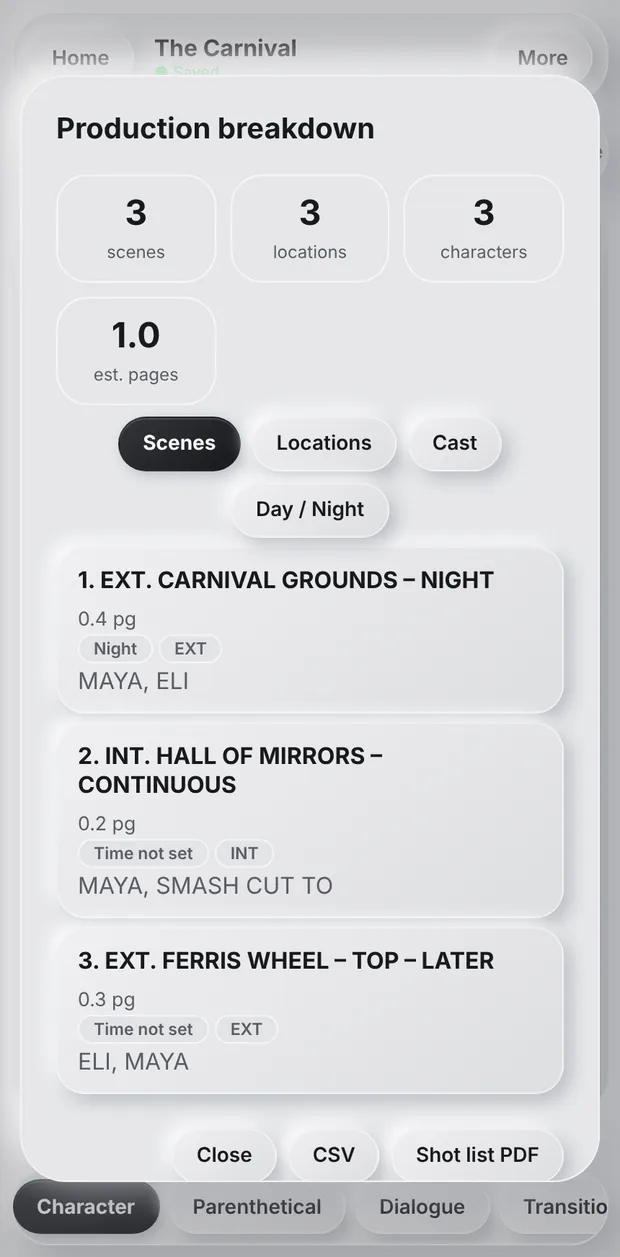 Home
The Carnival
Saved
More
Production breakdown
3
scenes
3
locations
3
characters
1.0
est. pages
Scenes
Locations
Cast
Day / Night
1. EXT. CARNIVAL GROUNDS – NIGHT
0.4 pg
Night
EXT
MAYA, ELI
2. INT. HALL OF MIRRORS –
CONTINUOUS
0.2 pg
Time not set
INT
MAYA, SMASH CUT TO
3. EXT. FERRIS WHEEL – TOP – LATER
0.3 pg
Time not set
EXT
ELI, MAYA
Close
CSV
Shot list PDF
Character
Parenthetical
Dialogue
Transitio